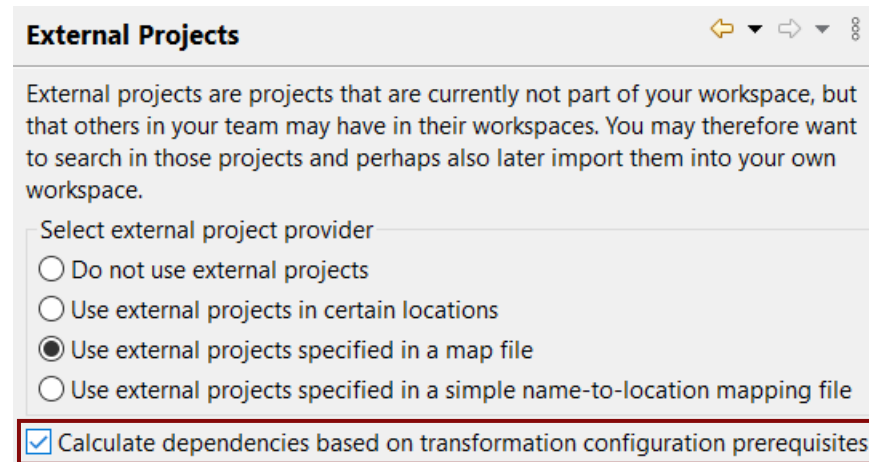 External Projects
External projects are projects that are currently not part of your workspace, but
that others in your team may have in their workspaces. You may therefore want
to search in those projects and perhaps also later import them into your own
workspace.
Select external project provider
Do not use external projects
Use external projects in certain locations
Use external projects specified in a map file
Use external projects specified in a simple name-to-location mapping file
Calculate dependencies based on transformation configuration prerequisites